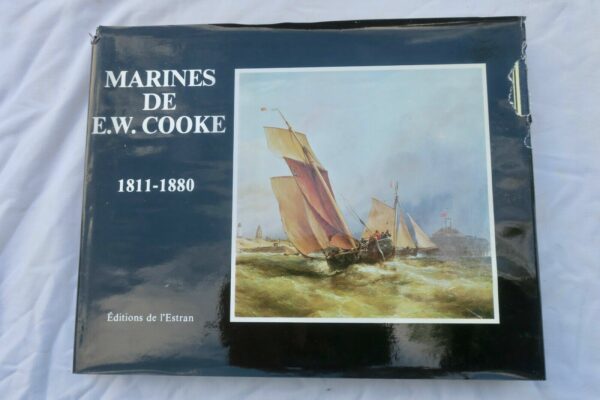 MARINES
DE
E.W. COOKE
1811-1880
Éditions de l'Estran